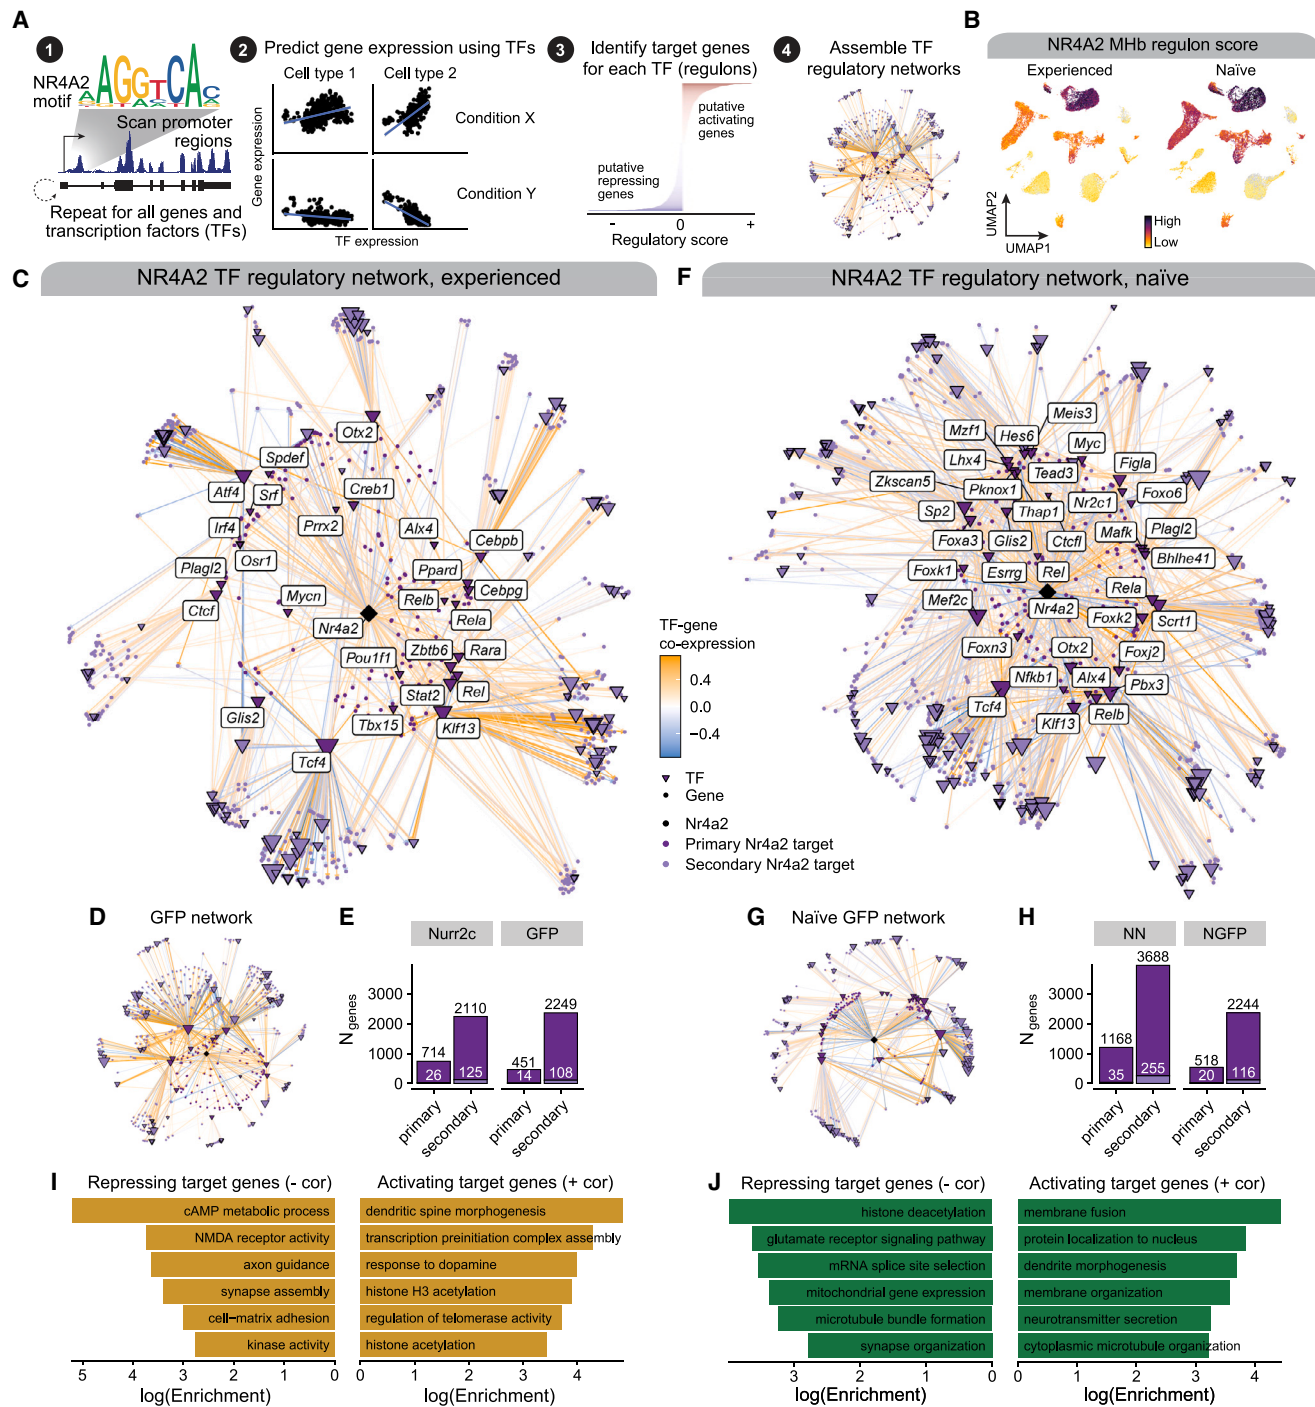 A
1
NR4A2
motif
AGGTCA
Scan promoter
regions
Repeat for all genes and
transcription factors (TFs)
2
Predict gene expression using TFs
Cell type 1
Cell type 2
Condition X
Condition Y
Gene expression
TF expression
3
Identify target genes
for each TF (regulons)
putative
activating
genes
putative
repressing
genes
− 0 +
Regulatory score
4
Assemble TF
regulatory networks
B
NR4A2 MHb regulon score
Experienced
Naïve
UMAP2
UMAP1
High
Low
C
NR4A2 TF regulatory network, experienced
Otx2
Spdef
Atf4
Srf
Creb1
Irf4
Prrx2
Alx4
Cebpb
Osr1
Plagl2
Ppard
Cebpg
Ctcf
Mycn
Relb
Rela
Nr4a2
Zbtb6
Rara
Pou1f1
Stat2
Rel
Glis2
Tbx15
Klf13
Tcf4
TF-gene
co-expression
0.4
0.0
−0.4
TF
Gene
Nr4a2
Primary Nr4a2 target
Secondary Nr4a2 target
F
NR4A2 TF regulatory network, naïve
Meis3
Mzf1
Hes6
Myc
Lhx4
Tead3
Figla
Zkscan5
Pknox1
Nr2c1
Foxo6
Sp2
Thap1
Mafk
Plagl2
Foxa3
Glis2
Ctcfl
Bhlhe41
Foxk1
Esrrg
Rel
Mef2c
Rela
Nr4a2
Foxk2
Scrt1
Foxn3
Otx2
Foxj2
Nfkb1
Alx4
Pbx3
Tcf4
Klf13
Relb
D
GFP network
E
Nurr2c
GFP
Ngenes
3000
2000
1000
0
714
26
2110
125
451
14
2249
108
primary
secondary
primary
secondary
G
Naïve GFP network
H
NN
NGFP
Ngenes
3000
2000
1000
0
1168
35
3688
255
518
20
2244
116
primary
secondary
primary
secondary
I
Repressing target genes (- cor)
cAMP metabolic process
NMDA receptor activity
axon guidance
synapse assembly
cell−matrix adhesion
kinase activity
5 4 3 2 1 0
log(Enrichment)
Activating target genes (+ cor)
dendritic spine morphogenesis
transcription preinitiation complex assembly
response to dopamine
histone H3 acetylation
regulation of telomerase activity
histone acetylation
0 1 2 3 4
log(Enrichment)
J
Repressing target genes (- cor)
histone deacetylation
glutamate receptor signaling pathway
mRNA splice site selection
mitochondrial gene expression
microtubule bundle formation
synapse organization
3 2 1 0
log(Enrichment)
Activating target genes (+ cor)
membrane fusion
protein localization to nucleus
dendrite morphogenesis
membrane organization
neurotransmitter secretion
cytoplasmic microtubule organization
0 1 2 3 4
log(Enrichment)